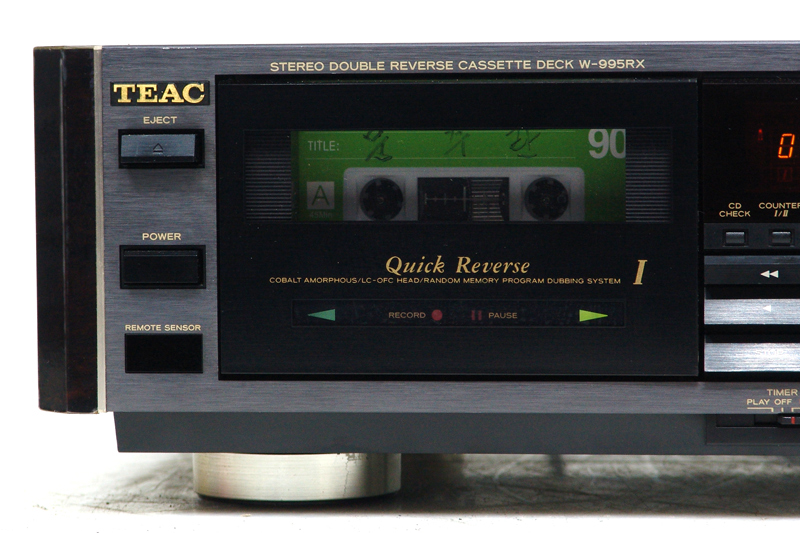 STEREO DOUBLE REVERSE CASSETTE DECK W-995RX
TEAC
EJECT
TITLE:
90
A
0
CD CHECK
COUNTER I/II
POWER
Quick Reverse
COBALT AMORPHOUS/LC-OFC HEAD/RANDOM MEMORY PROGRAM DUBBING SYSTEM
I
RECORD
PAUSE
REMOTE SENSOR
TIMER
PLAY OFF